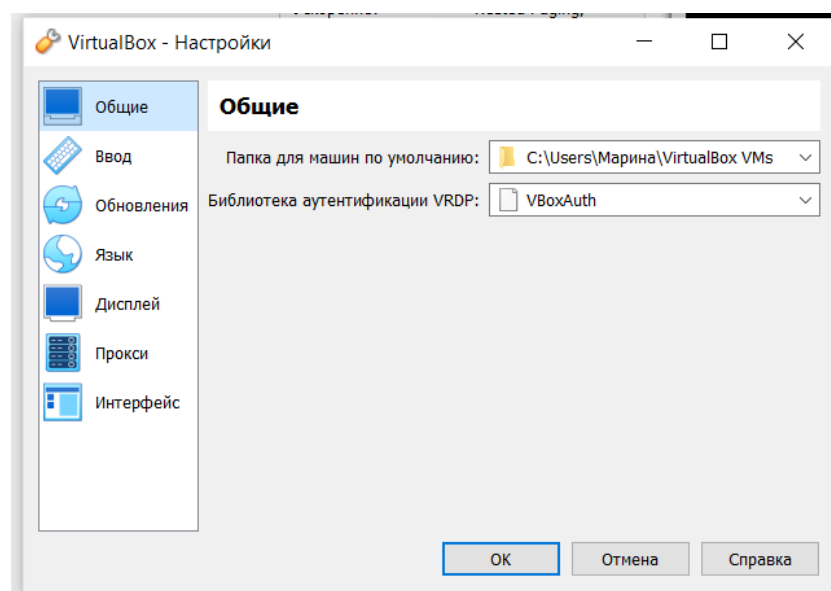 VirtualBox - Настройки
Общие
Ввод
Обновления
Язык
Дисплей
Прокси
Интерфейс
Общие
Папка для машин по умолчанию: C:\Users\Марина\VirtualBox VMs
Библиотека аутентификации VRDP: VBoxAuth
ОК Отмена Справка